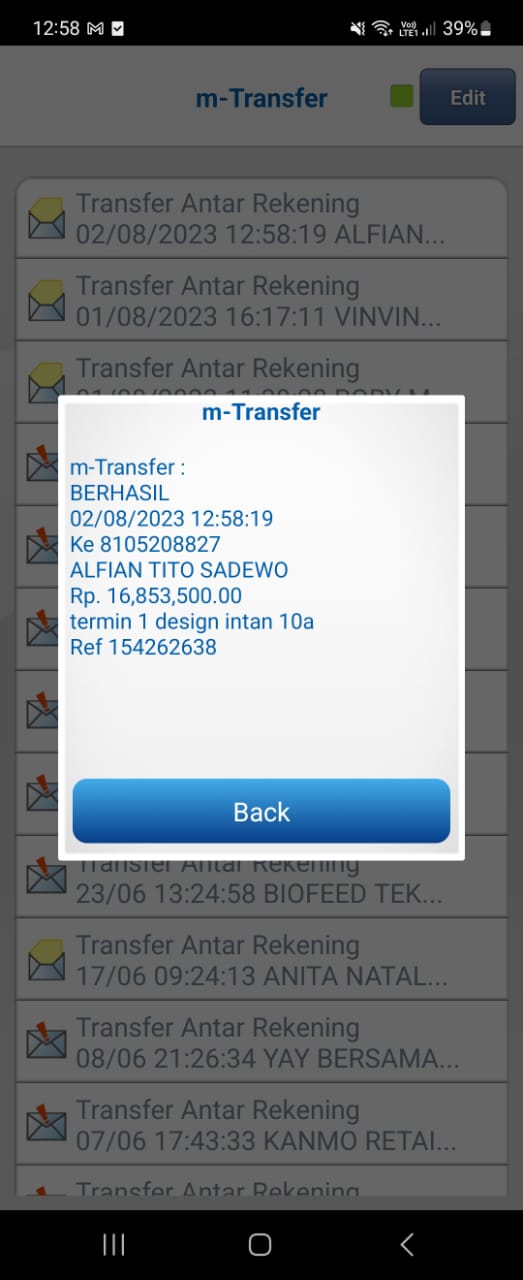 12:58
Vo))
LTE1
39%
m-Transfer
Edit
Transfer Antar Rekening
02/08/2023 12:58:19 ALFIAN...
Transfer Antar Rekening
01/08/2023 16:17:11 VINVIN...
Transfer Antar Rekening
m-Transfer
m-Transfer :
BERHASIL
02/08/2023 12:58:19
Ke 8105208827
ALFIAN TITO SADEWO
Rp. 16,853,500.00
termin 1 design intan 10a
Ref 154262638
Back
Transfer Antar Rekening
23/06 13:24:58 BIOFEED TEK...
Transfer Antar Rekening
17/06 09:24:13 ANITA NATAL...
Transfer Antar Rekening
08/06 21:26:34 YAY BERSAMA...
Transfer Antar Rekening
07/06 17:43:33 KANMO RETAI...
Transfer Antar Rekening